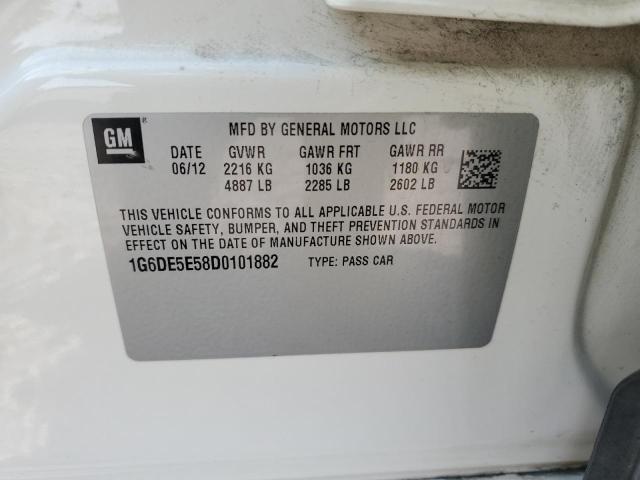 GM
MFD BY GENERAL MOTORS LLC
DATE GVWR GAWR FRT GAWR RR
06/12 2216 KG 1036 KG 1180 KG
4887 LB 2285 LB 2602 LB
THIS VEHICLE CONFORMS TO ALL APPLICABLE U.S. FEDERAL MOTOR
VEHICLE SAFETY, BUMPER, AND THEFT PREVENTION STANDARDS IN
EFFECT ON THE DATE OF MANUFACTURE SHOWN ABOVE.
1G6DE5E58D0101882 TYPE: PASS CAR